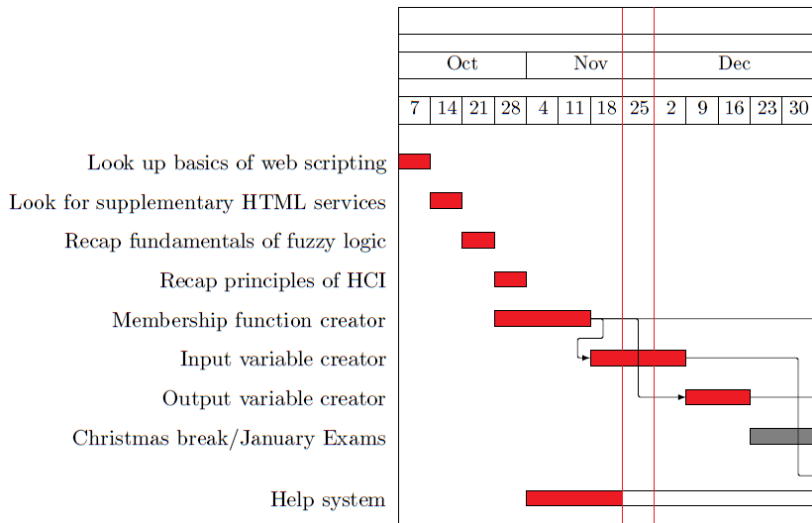 Oct Nov Dec
7 14 21 28 4 11 18 25 2 9 16 23 30
Look up basics of web scripting
Look for supplementary HTML services
Recap fundamentals of fuzzy logic
Recap principles of HCI
Membership function creator
Input variable creator
Output variable creator
Christmas break/January Exams
Help system